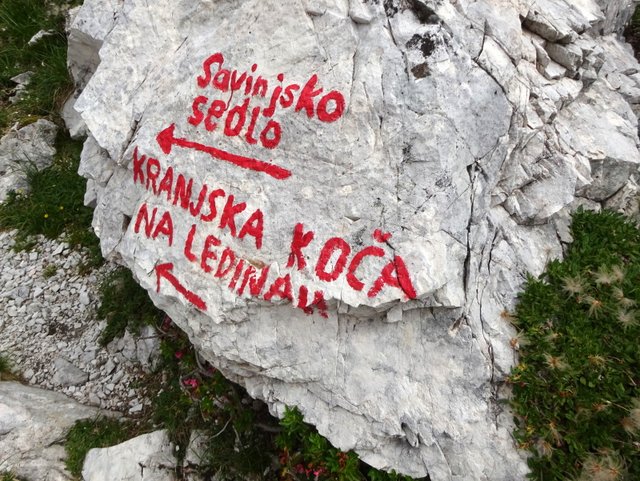 Savinjsko
sedlo
KRANJSKA KOČA
NA LEDINAH